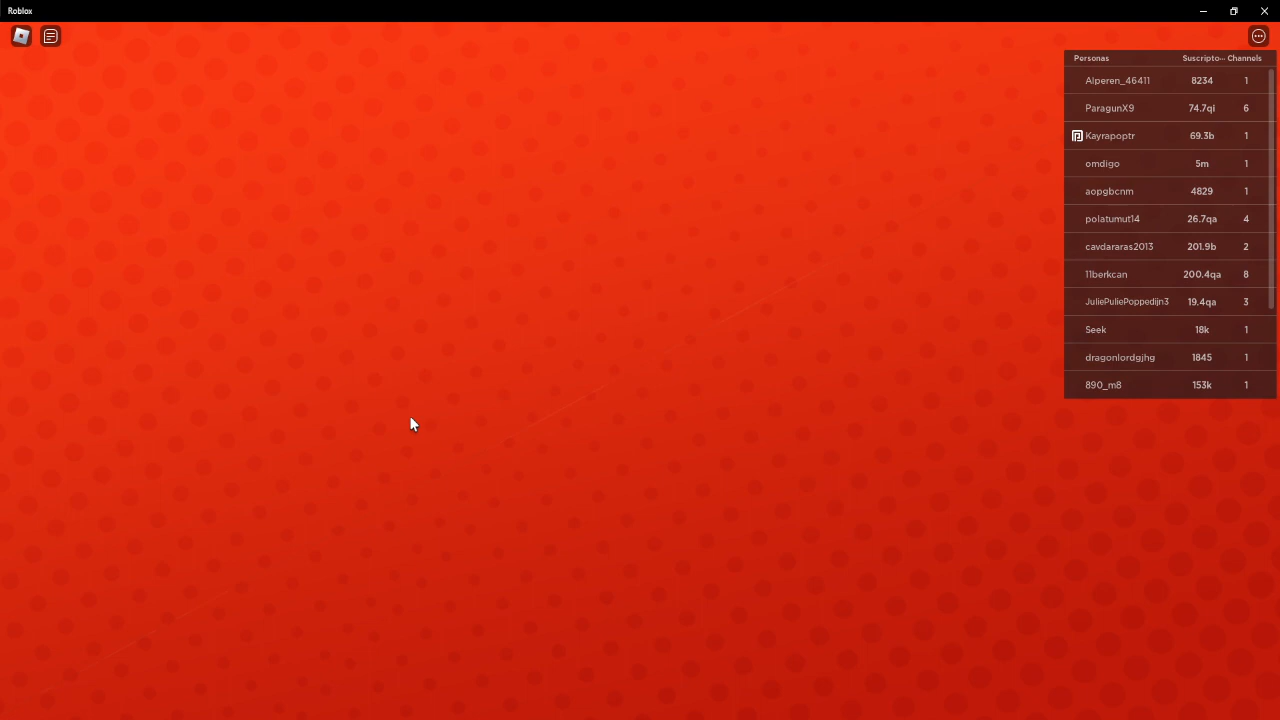 Roblox
Personas Suscripto... Channels
Alperen_46411 8234 1
ParagunX9 74.7qi 6
Kayrapoptr 69.3b 1
omdigo 5m 1
aopgbcnm 4829 1
polatumut14 26.7qa 4
cavdararas2013 201.9b 2
11berkcan 200.4qa 8
JuliePuliePoppedijn3 19.4qa 3
Seek 18k 1
dragonlordgjhg 1845 1
890_m8 153k 1